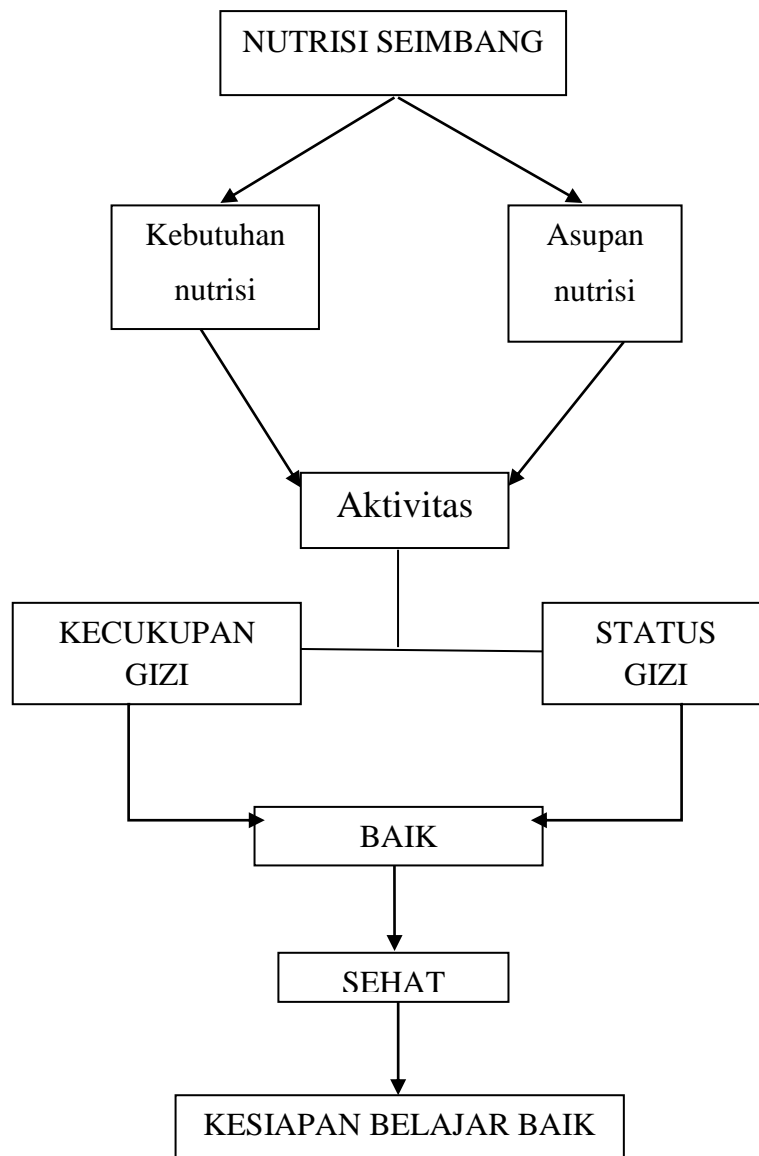 NUTRISI SEIMBANG
Kebutuhan
nutrisi
Asupan
nutrisi
Aktivitas
KECUKUPAN
GIZI
STATUS
GIZI
BAIK
SEHAT
KESIAPAN BELAJAR BAIK